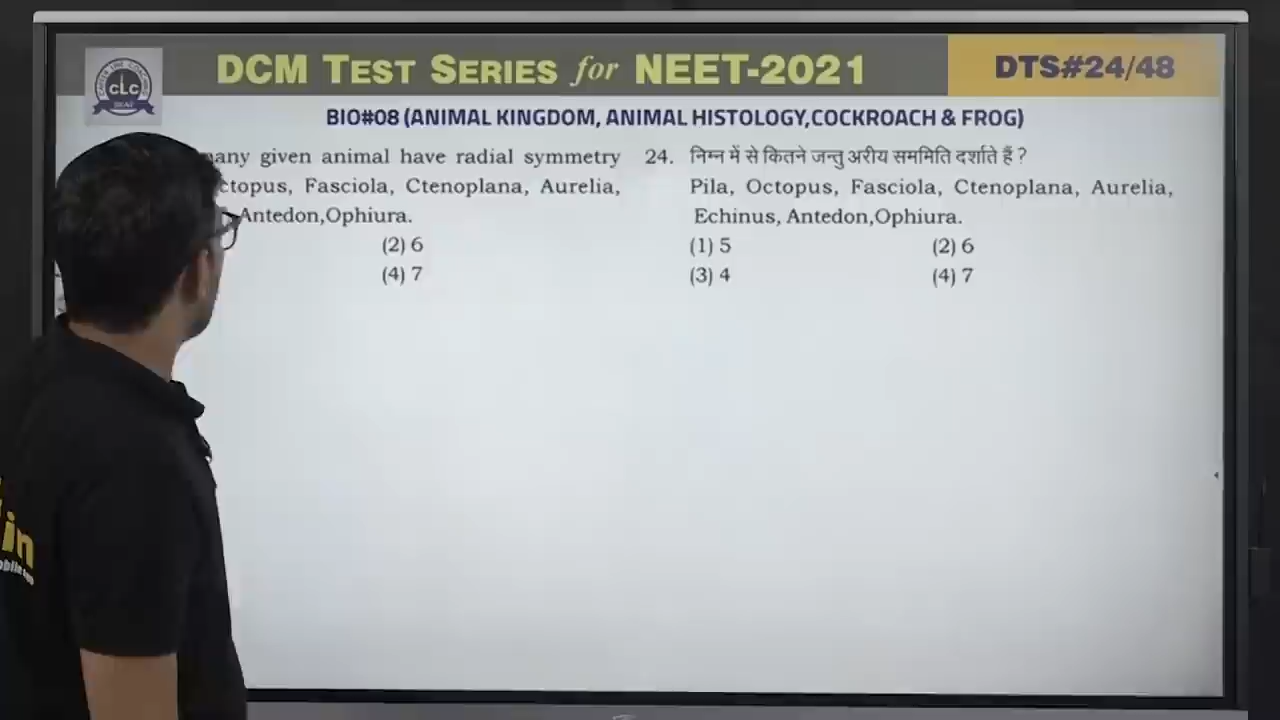 DCM TEST SERIES for NEET-2021
DTS#24/48
CLC
BIO#08 (ANIMAL KINGDOM, ANIMAL HISTOLOGY,COCKROACH & FROG)
given animal have radial symmetry
Fasciola, Ctenoplana, Aurelia,
Antedon,Ophiura.
(2) 6
(4) 7
24. निम्न में से कितने जन्तु अरीय सममिति दर्शाते हैं ?
Pila, Octopus, Fasciola, Ctenoplana, Aurelia,
Echinus, Antedon,Ophiura.
(1) 5 (2) 6
(3) 4 (4) 7
in